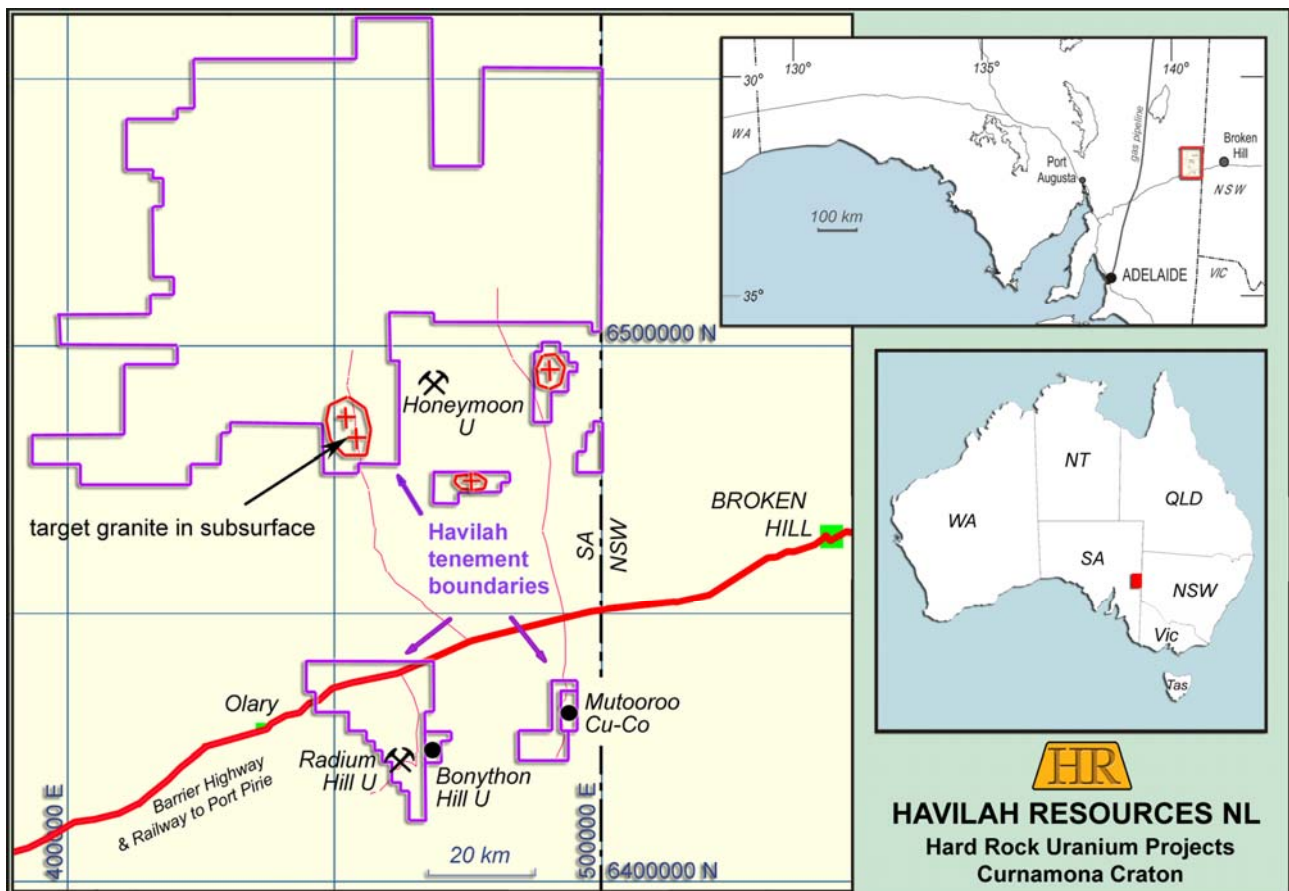 6500000 N
Honeymoon
U
target granite in subsurface
Havilah
tenement
boundaries
BROKEN
HILL
SA
NSW
Olary
Mutooroo
Cu-Co
Radium
Hill U
Bonython
Hill U
Barrier Highway
& Railway to Port Pirie
20 km
400000 E
500000 E
6400000 N
130°
135°
140°
30°
35°
WA
gas pipeline
Port
Augusta
Broken
Hill
NSW
100 km
ADELAIDE
VIC
NT
QLD
WA
SA
NSW
Vic
Tas
HR
HAVILAH RESOURCES NL
Hard Rock Uranium Projects
Curnamona Craton